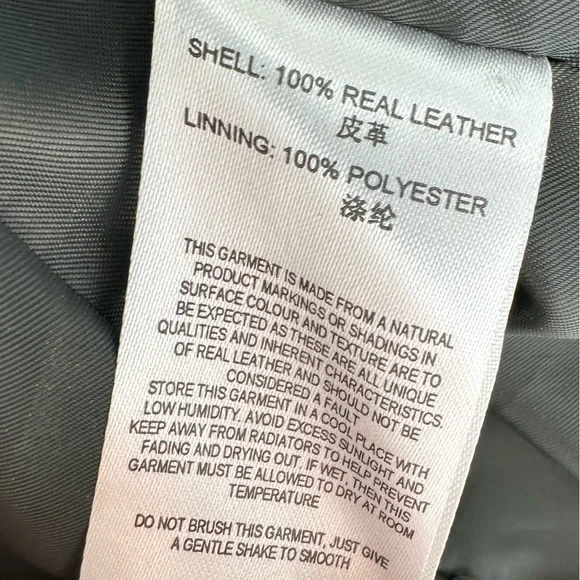 SHELL: 100% REAL LEATHER
皮革
LINNING: 100% POLYESTER
涤纶
THIS GARMENT IS MADE FROM A NATURAL
PRODUCT MARKINGS OR SHADINGS IN
SURFACE COLOUR AND TEXTURE ARE TO
BE EXPECTED AS THESE ARE ALL UNIQUE
QUALITIES AND INHERENT CHARACTERISTICS
OF REAL LEATHER AND SHOULD NOT BE
CONSIDERED A FAULT.
STORE THIS GARMENT IN A COOL PLACE WITH
LOW HUMIDITY. AVOID EXCESS SUNLIGHT AND
KEEP AWAY FROM RADIATORS TO HELP PREVENT
FADING AND DRYING OUT. IF WET, THEN THIS
GARMENT MUST BE ALLOWED TO DRY AT ROOM
TEMPERATURE
DO NOT BRUSH THIS GARMENT, JUST GIVE
A GENTLE SHAKE TO SMOOTH